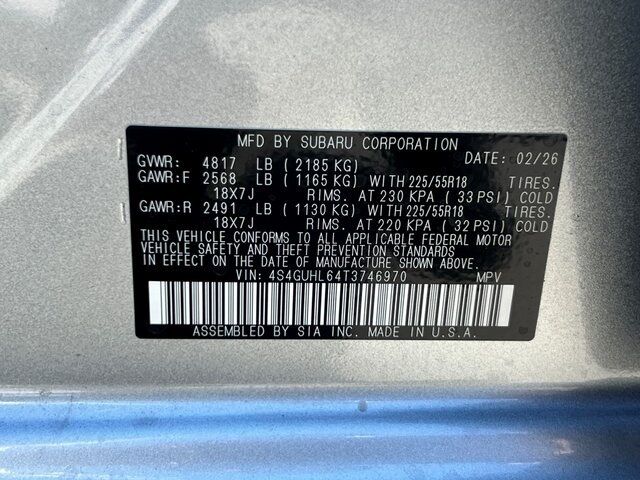 MFD BY SUBARU CORPORATION DATE: 02/26
GVWR: 4817 LB ( 2185 KG)
GAWR:F 2568 LB ( 1165 KG) WITH 225/55R18 TIRES.
18X7J RIMS. AT 230 KPA ( 33 PSI) COLD
GAWR:R 2491 LB ( 1130 KG) WITH 225/55R18 TIRES.
18X7J RIMS. AT 220 KPA ( 32 PSI) COLD
THIS VEHICLE CONFORMS TO ALL APPLICABLE FEDERAL MOTOR
VEHICLE SAFETY AND THEFT PREVENTION STANDARDS IN EFFECT
ON THE DATE OF MANUFACTURE SHOWN ABOVE.
VIN: 4S4GUHL64T3746970 MPV
ASSEMBLED BY SIA INC. MADE IN U.S.A.